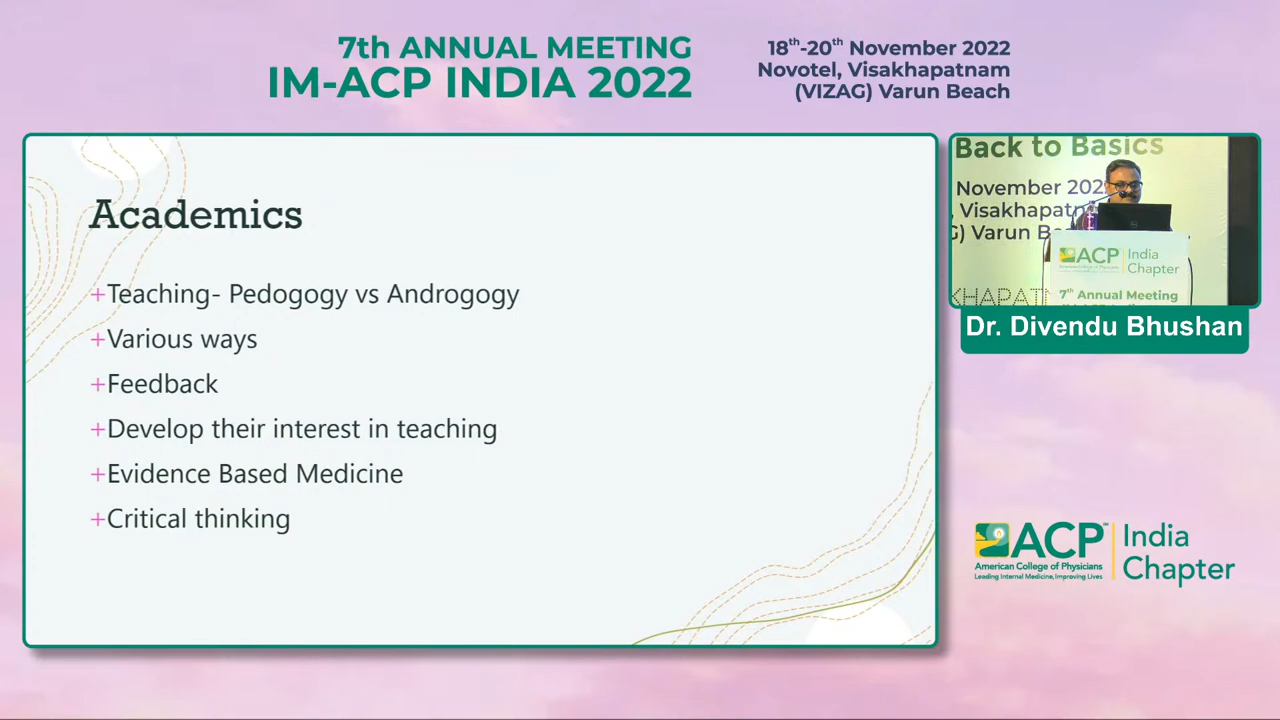 7th ANNUAL MEETING
IM-ACP INDIA 2022
18th-20th November 2022
Novotel, Visakhapatnam
(VIZAG) Varun Beach
Academics
+Teaching- Pedogogy vs Androgogy
+Various ways
+Feedback
+Develop their interest in teaching
+Evidence Based Medicine
+Critical thinking
Back to Basics
November 202
Visakhapatn
G) Varun B
ACP India
Chapter
KHAPAT
7th Annual Meeting
Dr. Divendu Bhushan
ACP™
American College of Physicians
Leading Internal Medicine, Improving Lives
India
Chapter